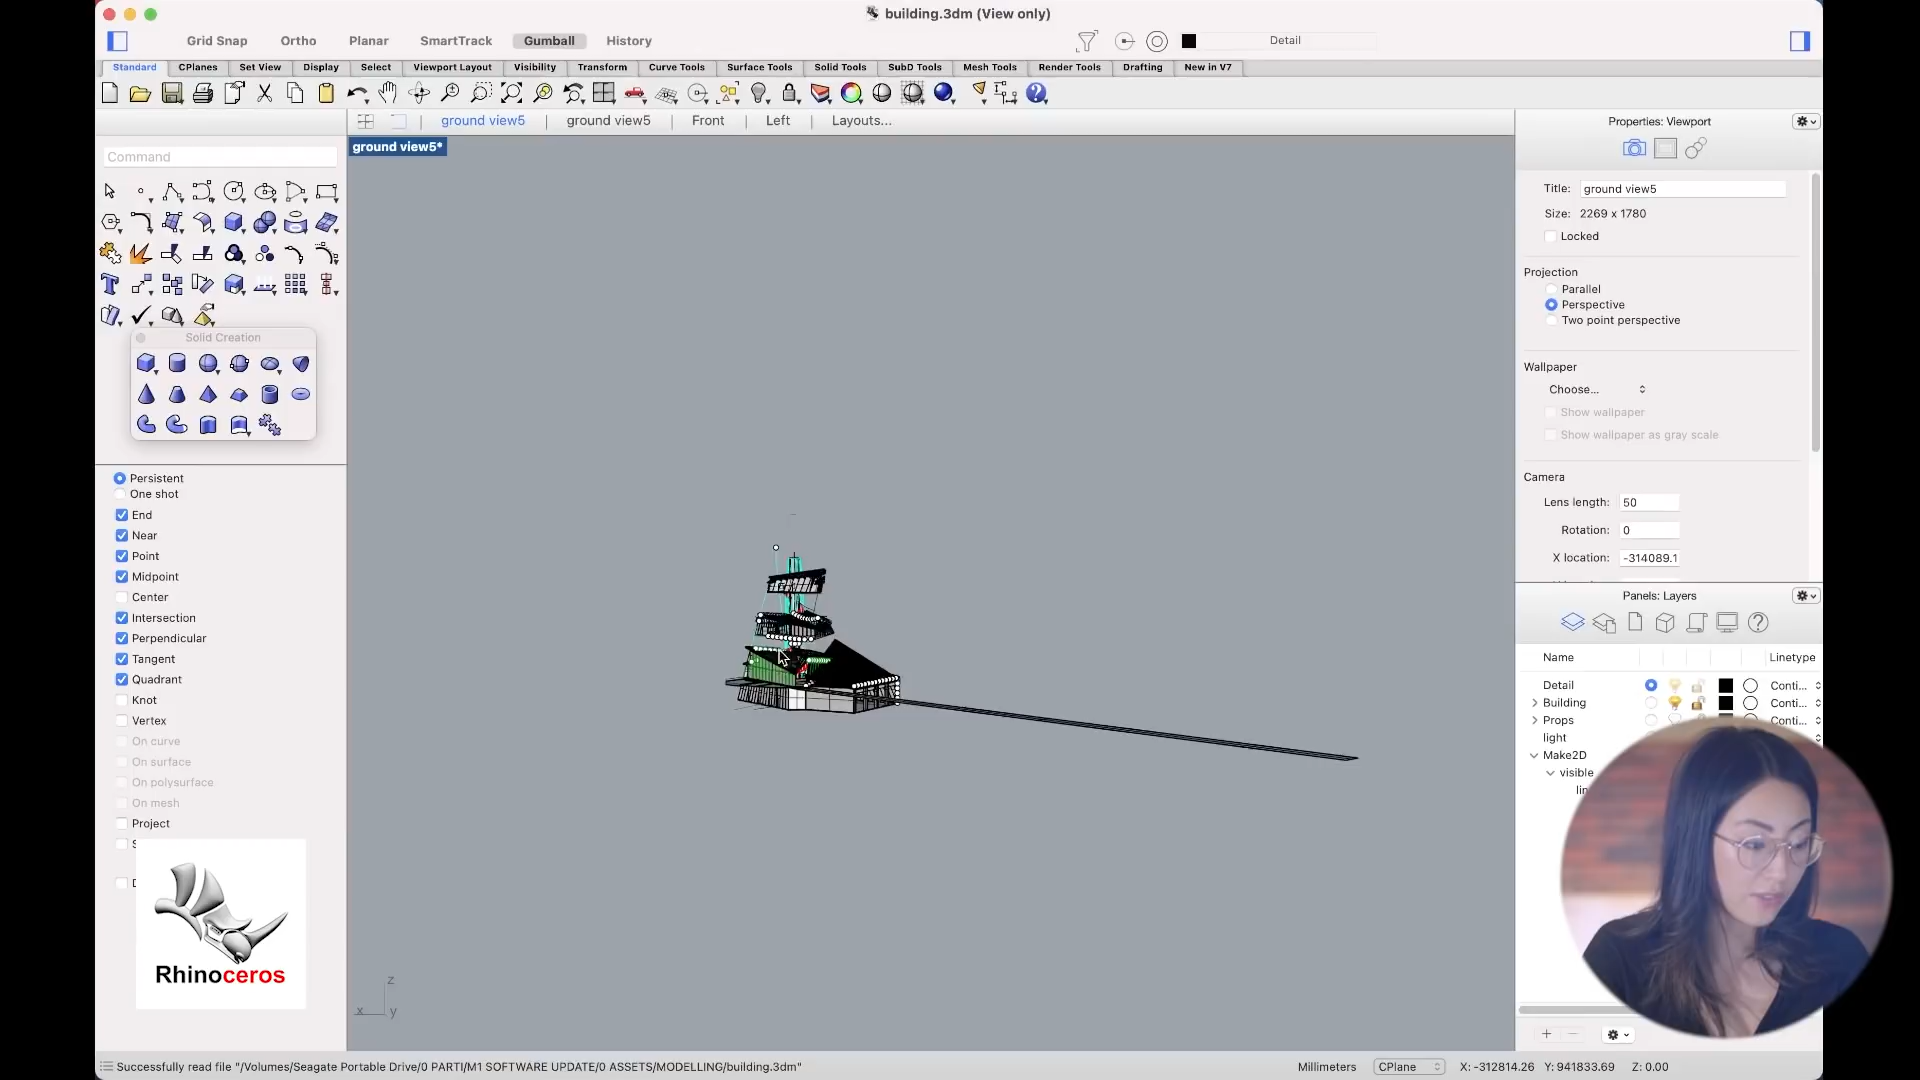 building.3dm (View only)
Grid Snap Ortho Planar SmartTrack Gumball History Detail
Standard CPlanes Set View Display Select Viewport Layout Visibility Transform Curve Tools Surface Tools Solid Tools SubD Tools Mesh Tools Render Tools Drafting New in V7
ground view5 ground view5 Front Left Layouts...
ground view5*
Command
Solid Creation
Persistent
One shot
End
Near
Point
Midpoint
Center
Intersection
Perpendicular
Tangent
Quadrant
Knot
Vertex
On curve
On surface
On polysurface
On mesh
Project
Rhinoceros
z
x y
Properties: Viewport
Title: ground view5
Size: 2269 x 1780
Locked
Projection
Parallel
Perspective
Two point perspective
Wallpaper
Choose...
Show wallpaper
Show wallpaper as gray scale
Camera
Lens length: 50
Rotation: 0
X location: -314089.1
Panels: Layers
Name Linetype
Detail Conti...
Building Conti...
Props Conti...
light
Make2D
visible
Successfully read file "/Volumes/Seagate Portable Drive/0 PARTI/M1 SOFTWARE UPDATE/0 ASSETS/MODELLING/building.3dm"
Millimeters CPlane X: -312814.26 Y: 941833.69 Z: 0.00